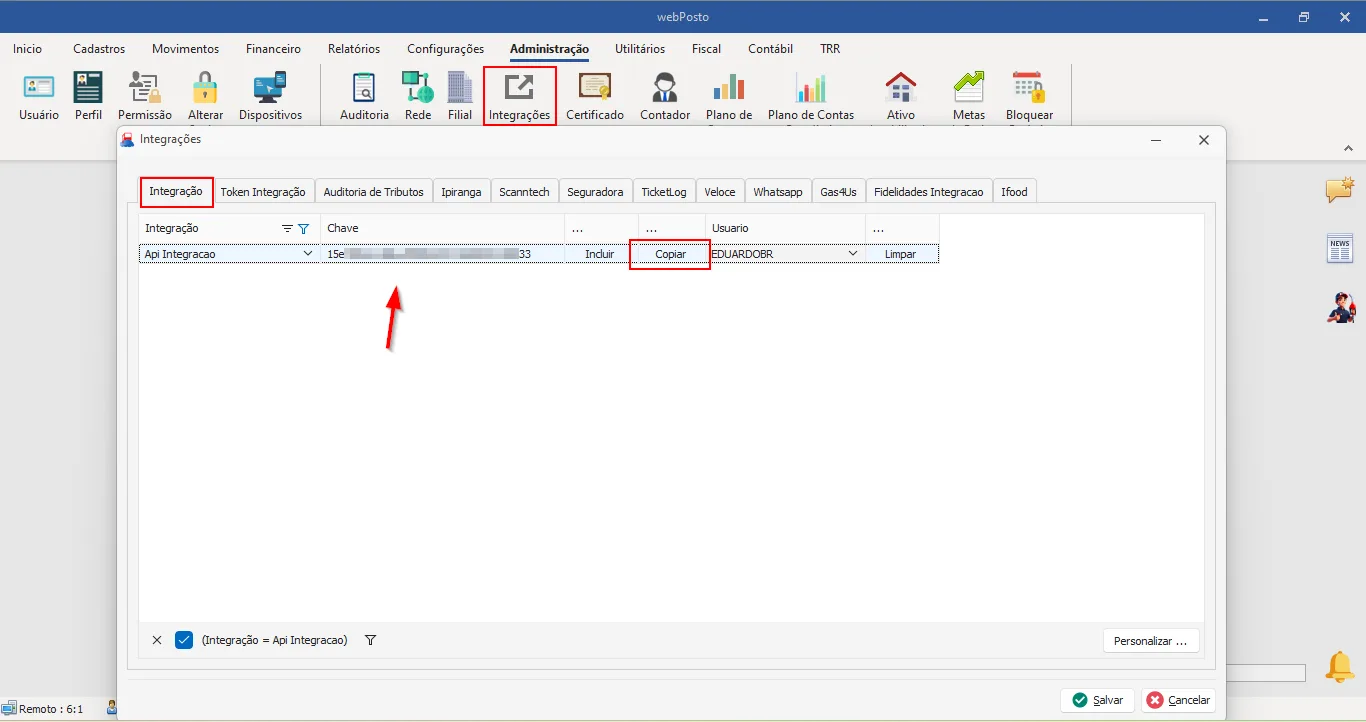 webPosto
Inicio Cadastros Movimentos Financeiro Relatórios Configurações Administração Utilitários Fiscal Contábil TRR
Usuário Perfil Permissão Alterar Dispositivos Auditoria Rede Filial Integrações Certificado Contador Plano de Plano de Contas Ativo Metas Bloquear
Integrações
Integração Token Integração Auditoria de Tributos Ipiranga Scanntech Seguradora TicketLog Veloce Whatsapp Gas4Us Fidelidades Integracao Ifood
Integração Chave ... ... Usuario ...
Api Integracao 15e 33 Incluir Copiar EDUARDOBR Limpar
NEWS
(Integração = Api Integracao) Personalizar ...
Salvar Cancelar
Remoto : 6:1